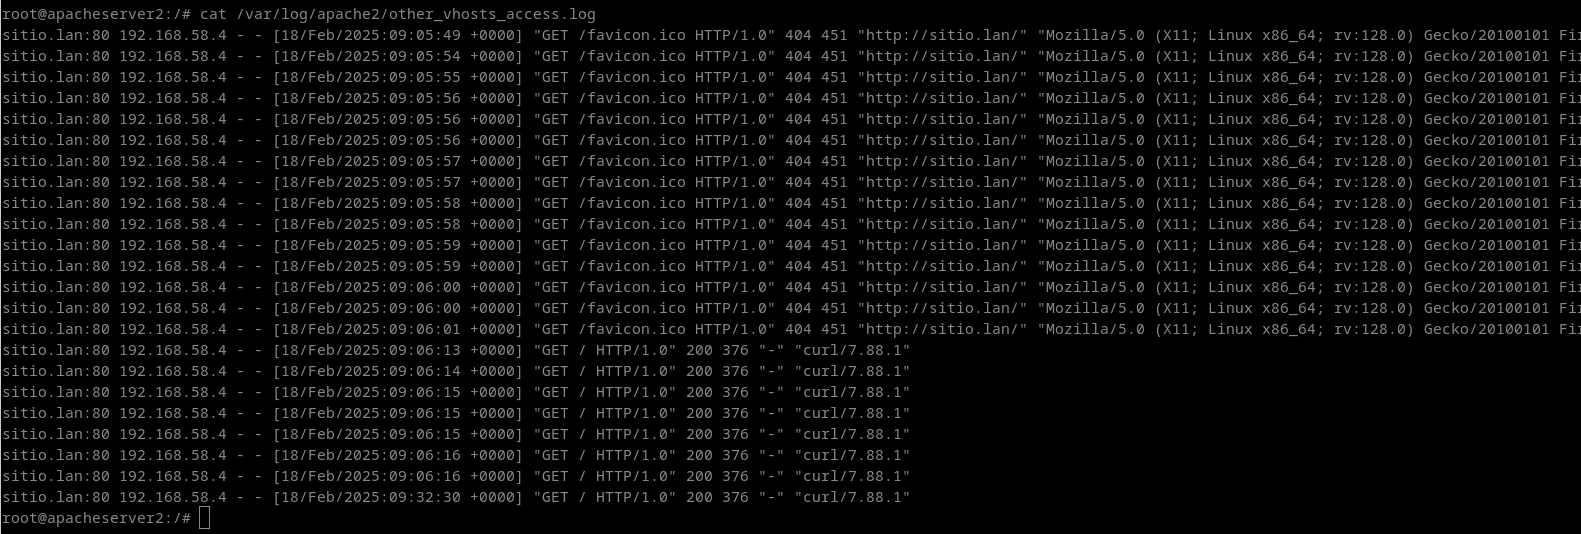 root@apacheserver2:/# cat /var/log/apache2/other_vhosts_access.log
sitio.lan:80 192.168.58.4 - - [18/Feb/2025:09:05:49 +0000] "GET /favicon.ico HTTP/1.0" 404 451 "http://sitio.lan/" "Mozilla/5.0 (X11; Linux x86_64; rv:128.0) Gecko/20100101 Fi
sitio.lan:80 192.168.58.4 - - [18/Feb/2025:09:05:54 +0000] "GET /favicon.ico HTTP/1.0" 404 451 "http://sitio.lan/" "Mozilla/5.0 (X11; Linux x86_64; rv:128.0) Gecko/20100101 Fi
sitio.lan:80 192.168.58.4 - - [18/Feb/2025:09:05:55 +0000] "GET /favicon.ico HTTP/1.0" 404 451 "http://sitio.lan/" "Mozilla/5.0 (X11; Linux x86_64; rv:128.0) Gecko/20100101 Fi
sitio.lan:80 192.168.58.4 - - [18/Feb/2025:09:05:56 +0000] "GET /favicon.ico HTTP/1.0" 404 451 "http://sitio.lan/" "Mozilla/5.0 (X11; Linux x86_64; rv:128.0) Gecko/20100101 Fi
sitio.lan:80 192.168.58.4 - - [18/Feb/2025:09:05:56 +0000] "GET /favicon.ico HTTP/1.0" 404 451 "http://sitio.lan/" "Mozilla/5.0 (X11; Linux x86_64; rv:128.0) Gecko/20100101 Fi
sitio.lan:80 192.168.58.4 - - [18/Feb/2025:09:05:56 +0000] "GET /favicon.ico HTTP/1.0" 404 451 "http://sitio.lan/" "Mozilla/5.0 (X11; Linux x86_64; rv:128.0) Gecko/20100101 Fi
sitio.lan:80 192.168.58.4 - - [18/Feb/2025:09:05:57 +0000] "GET /favicon.ico HTTP/1.0" 404 451 "http://sitio.lan/" "Mozilla/5.0 (X11; Linux x86_64; rv:128.0) Gecko/20100101 Fi
sitio.lan:80 192.168.58.4 - - [18/Feb/2025:09:05:57 +0000] "GET /favicon.ico HTTP/1.0" 404 451 "http://sitio.lan/" "Mozilla/5.0 (X11; Linux x86_64; rv:128.0) Gecko/20100101 Fi
sitio.lan:80 192.168.58.4 - - [18/Feb/2025:09:05:58 +0000] "GET /favicon.ico HTTP/1.0" 404 451 "http://sitio.lan/" "Mozilla/5.0 (X11; Linux x86_64; rv:128.0) Gecko/20100101 Fi
sitio.lan:80 192.168.58.4 - - [18/Feb/2025:09:05:58 +0000] "GET /favicon.ico HTTP/1.0" 404 451 "http://sitio.lan/" "Mozilla/5.0 (X11; Linux x86_64; rv:128.0) Gecko/20100101 Fi
sitio.lan:80 192.168.58.4 - - [18/Feb/2025:09:05:59 +0000] "GET /favicon.ico HTTP/1.0" 404 451 "http://sitio.lan/" "Mozilla/5.0 (X11; Linux x86_64; rv:128.0) Gecko/20100101 Fi
sitio.lan:80 192.168.58.4 - - [18/Feb/2025:09:05:59 +0000] "GET /favicon.ico HTTP/1.0" 404 451 "http://sitio.lan/" "Mozilla/5.0 (X11; Linux x86_64; rv:128.0) Gecko/20100101 Fi
sitio.lan:80 192.168.58.4 - - [18/Feb/2025:09:06:00 +0000] "GET /favicon.ico HTTP/1.0" 404 451 "http://sitio.lan/" "Mozilla/5.0 (X11; Linux x86_64; rv:128.0) Gecko/20100101 Fi
sitio.lan:80 192.168.58.4 - - [18/Feb/2025:09:06:00 +0000] "GET /favicon.ico HTTP/1.0" 404 451 "http://sitio.lan/" "Mozilla/5.0 (X11; Linux x86_64; rv:128.0) Gecko/20100101 Fi
sitio.lan:80 192.168.58.4 - - [18/Feb/2025:09:06:01 +0000] "GET /favicon.ico HTTP/1.0" 404 451 "http://sitio.lan/" "Mozilla/5.0 (X11; Linux x86_64; rv:128.0) Gecko/20100101 Fi
sitio.lan:80 192.168.58.4 - - [18/Feb/2025:09:06:13 +0000] "GET / HTTP/1.0" 200 376 "-" "curl/7.88.1"
sitio.lan:80 192.168.58.4 - - [18/Feb/2025:09:06:14 +0000] "GET / HTTP/1.0" 200 376 "-" "curl/7.88.1"
sitio.lan:80 192.168.58.4 - - [18/Feb/2025:09:06:15 +0000] "GET / HTTP/1.0" 200 376 "-" "curl/7.88.1"
sitio.lan:80 192.168.58.4 - - [18/Feb/2025:09:06:15 +0000] "GET / HTTP/1.0" 200 376 "-" "curl/7.88.1"
sitio.lan:80 192.168.58.4 - - [18/Feb/2025:09:06:15 +0000] "GET / HTTP/1.0" 200 376 "-" "curl/7.88.1"
sitio.lan:80 192.168.58.4 - - [18/Feb/2025:09:06:16 +0000] "GET / HTTP/1.0" 200 376 "-" "curl/7.88.1"
sitio.lan:80 192.168.58.4 - - [18/Feb/2025:09:06:16 +0000] "GET / HTTP/1.0" 200 376 "-" "curl/7.88.1"
sitio.lan:80 192.168.58.4 - - [18/Feb/2025:09:32:30 +0000] "GET / HTTP/1.0" 200 376 "-" "curl/7.88.1"
root@apacheserver2:/#